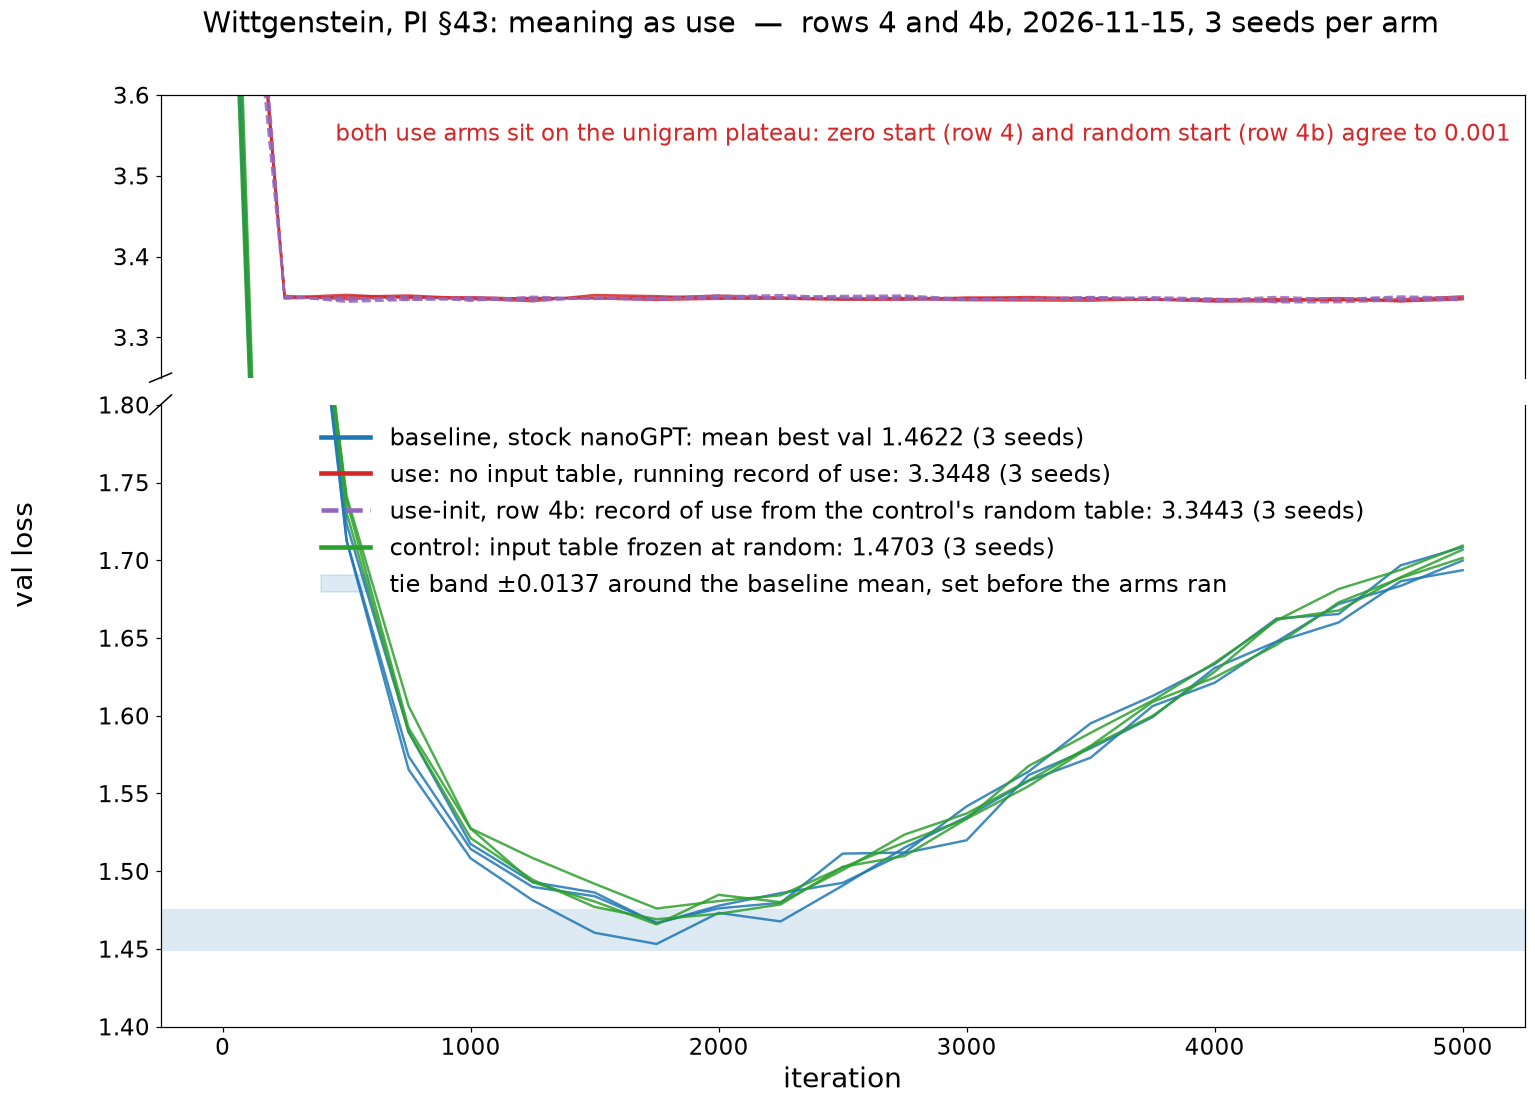 Wittgenstein, PI §43: meaning as use — rows 4 and 4b, 2026-11-15, 3 seeds per arm
3.6
both use arms sit on the unigram plateau: zero start (row 4) and random start (row 4b) agree to 0.001
3.5
3.4
3.3
1.80
baseline, stock nanoGPT: mean best val 1.4622 (3 seeds)
use: no input table, running record of use: 3.3448 (3 seeds)
1.75
use-init, row 4b: record of use from the control's random table: 3.3443 (3 seeds)
control: input table frozen at random: 1.4703 (3 seeds)
1.70
tie band ±0.0137 around the baseline mean, set before the arms ran
val loss
1.65
1.60
1.55
1.50
1.45
1.40
0 1000 2000 3000 4000 5000
iteration